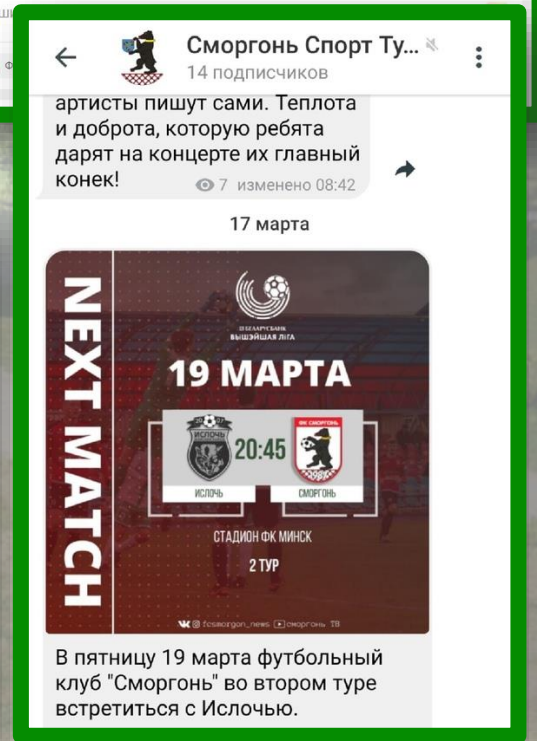 Сморгонь Спорт Ту...
14 подписчиков
артисты пишут сами. Теплота
и доброта, которую ребята
дарят на концерте их главный
конек!
7 изменено 08:42
17 марта
NEXT MATCH
БЕЛАРУСБАНК
ВЫШЭЙШАЯ ЛІГА
19 МАРТА
ИСЛОЧЬ
20:45
ФК СМОРГОНЬ
ИСЛОЧЬ
СМОРГОНЬ
СТАДИОН ФК МИНСК
2 ТУР
fcsmorgon_news сморгонь ТВ
В пятницу 19 марта футбольный
клуб "Сморгонь" во втором туре
встретиться с Ислочью.